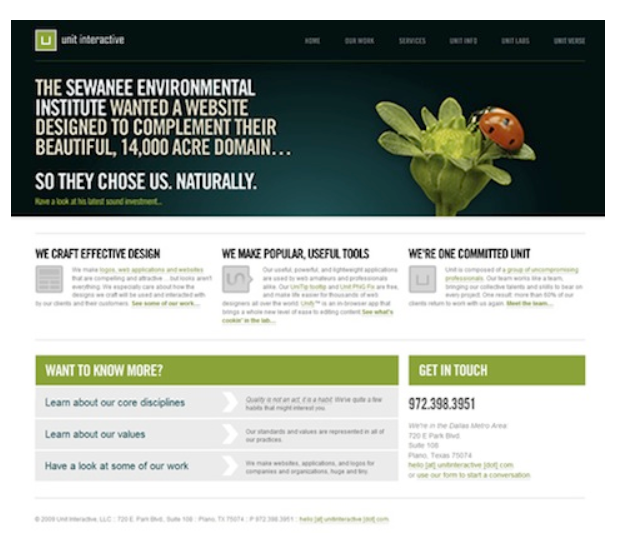 unit interactive
HOME OUR WORK SERVICES UNIT INFO UNIT LABS UNIT VERSE
THE SEWANEE ENVIRONMENTAL
INSTITUTE WANTED A WEBSITE
DESIGNED TO COMPLEMENT THEIR
BEAUTIFUL, 14,000 ACRE DOMAIN...
SO THEY CHOSE US. NATURALLY.
Have a look at his latest sound investment...
WE CRAFT EFFECTIVE DESIGN
We make logos, web applications and websites
that are compelling and attractive... but looks aren't
everything. We especially care about how the
designs we craft will be used and interacted with
by our clients and their customers. See some of our work...
WE MAKE POPULAR, USEFUL TOOLS
Our useful, powerful, and lightweight applications
are used by web amateurs and professionals
alike. Our UniTip tooltip and Unit PNG Fix are free,
and make life easier for thousands of web
designers all over the world. Unify™ is an in-browser app that
brings a whole new level of ease to editing content. See what's
cookin' in the lab...
WE'RE ONE COMMITTED UNIT
Unit is composed of a group of uncompromising
professionals. Our team works like a team,
bringing our collective talents and skills to bear on
every project. One result: more than 60% of our
clients return to work with us again. Meet the team...
WANT TO KNOW MORE?
Learn about our core disciplines
Quality is not an act, it is a habit. We've quite a few
habits that might interest you.
Learn about our values
Our standards and values are represented in all of
our practices.
Have a look at some of our work
We make websites, applications, and logos for
companies and organizations, huge and tiny.
GET IN TOUCH
972.398.3951
We're in the Dallas Metro Area:
720 E Park Blvd.
Suite 108
Plano, Texas 75074
hello [at] unitinteractive [dot] com
or use our form to start a conversation.
© 2009 Unit Interactive, LLC :: 720 E. Park Blvd., Suite 108 :: Plano, TX 75074 :: P 972.398.3951 :: hello [at] unitinteractive [dot] com